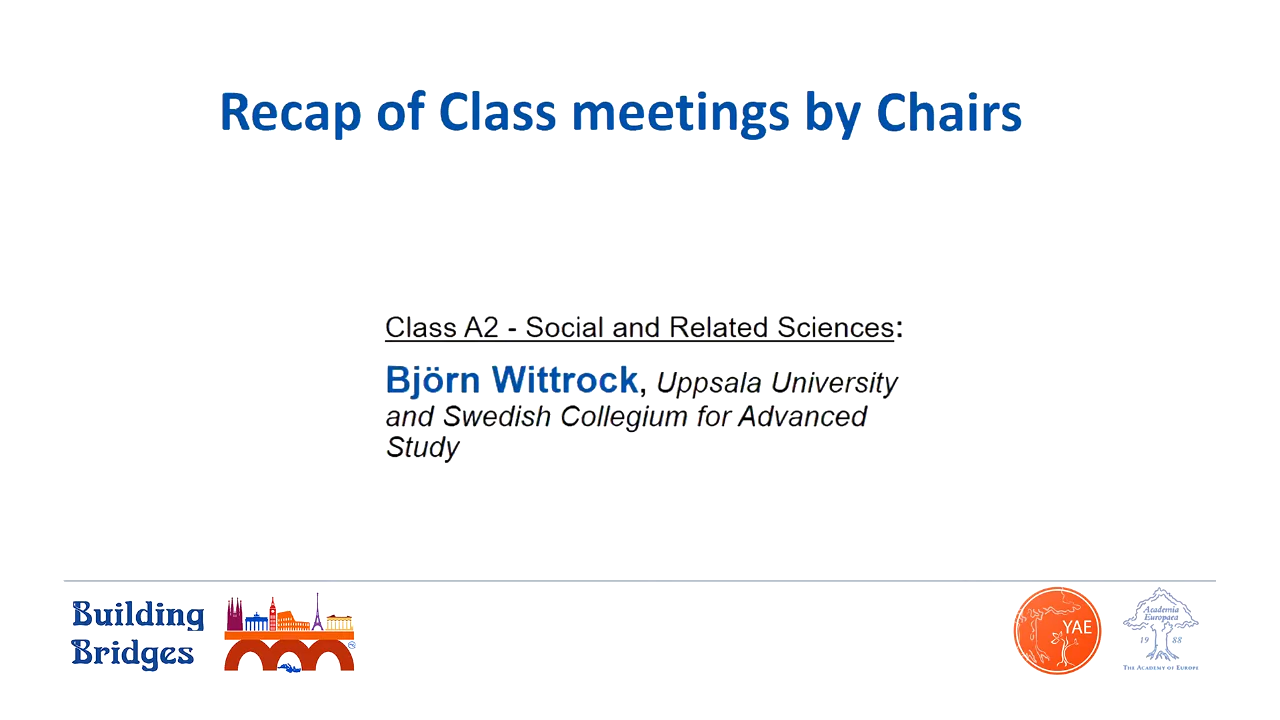 Recap of Class meetings by Chairs
Class A2 - Social and Related Sciences:
Björn Wittrock, Uppsala University
and Swedish Collegium for Advanced
Study
Building
Bridges
YAE
Academia
Europaea
19 88
THE ACADEMY OF EUROPE